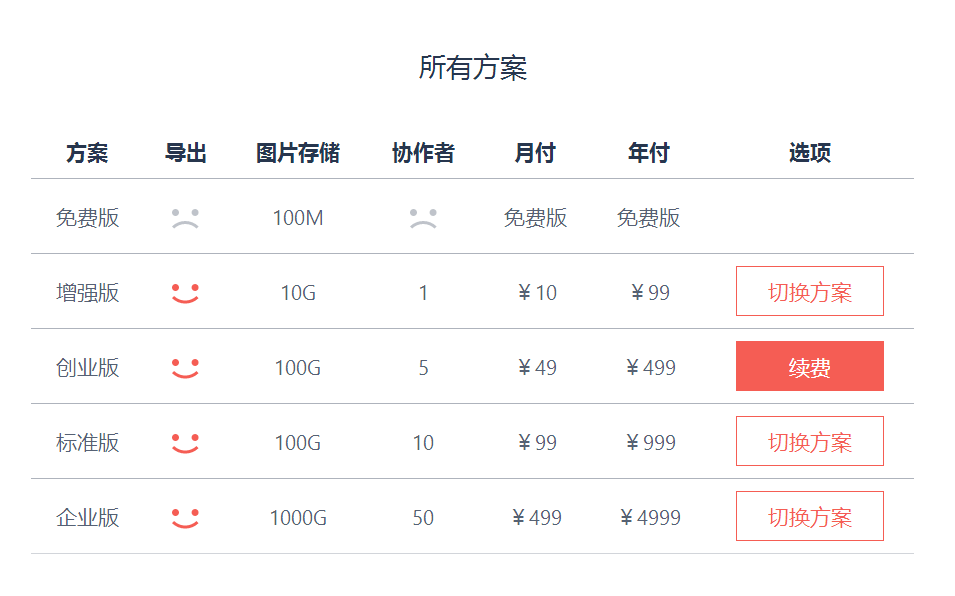 所有方案
方案 导出 图片存储 协作者 月付 年付 选项
免费版 100M 免费版 免费版
增强版 10G 1 ¥10 ¥99 切换方案
创业版 100G 5 ¥49 ¥499 续费
标准版 100G 10 ¥99 ¥999 切换方案
企业版 1000G 50 ¥499 ¥4999 切换方案